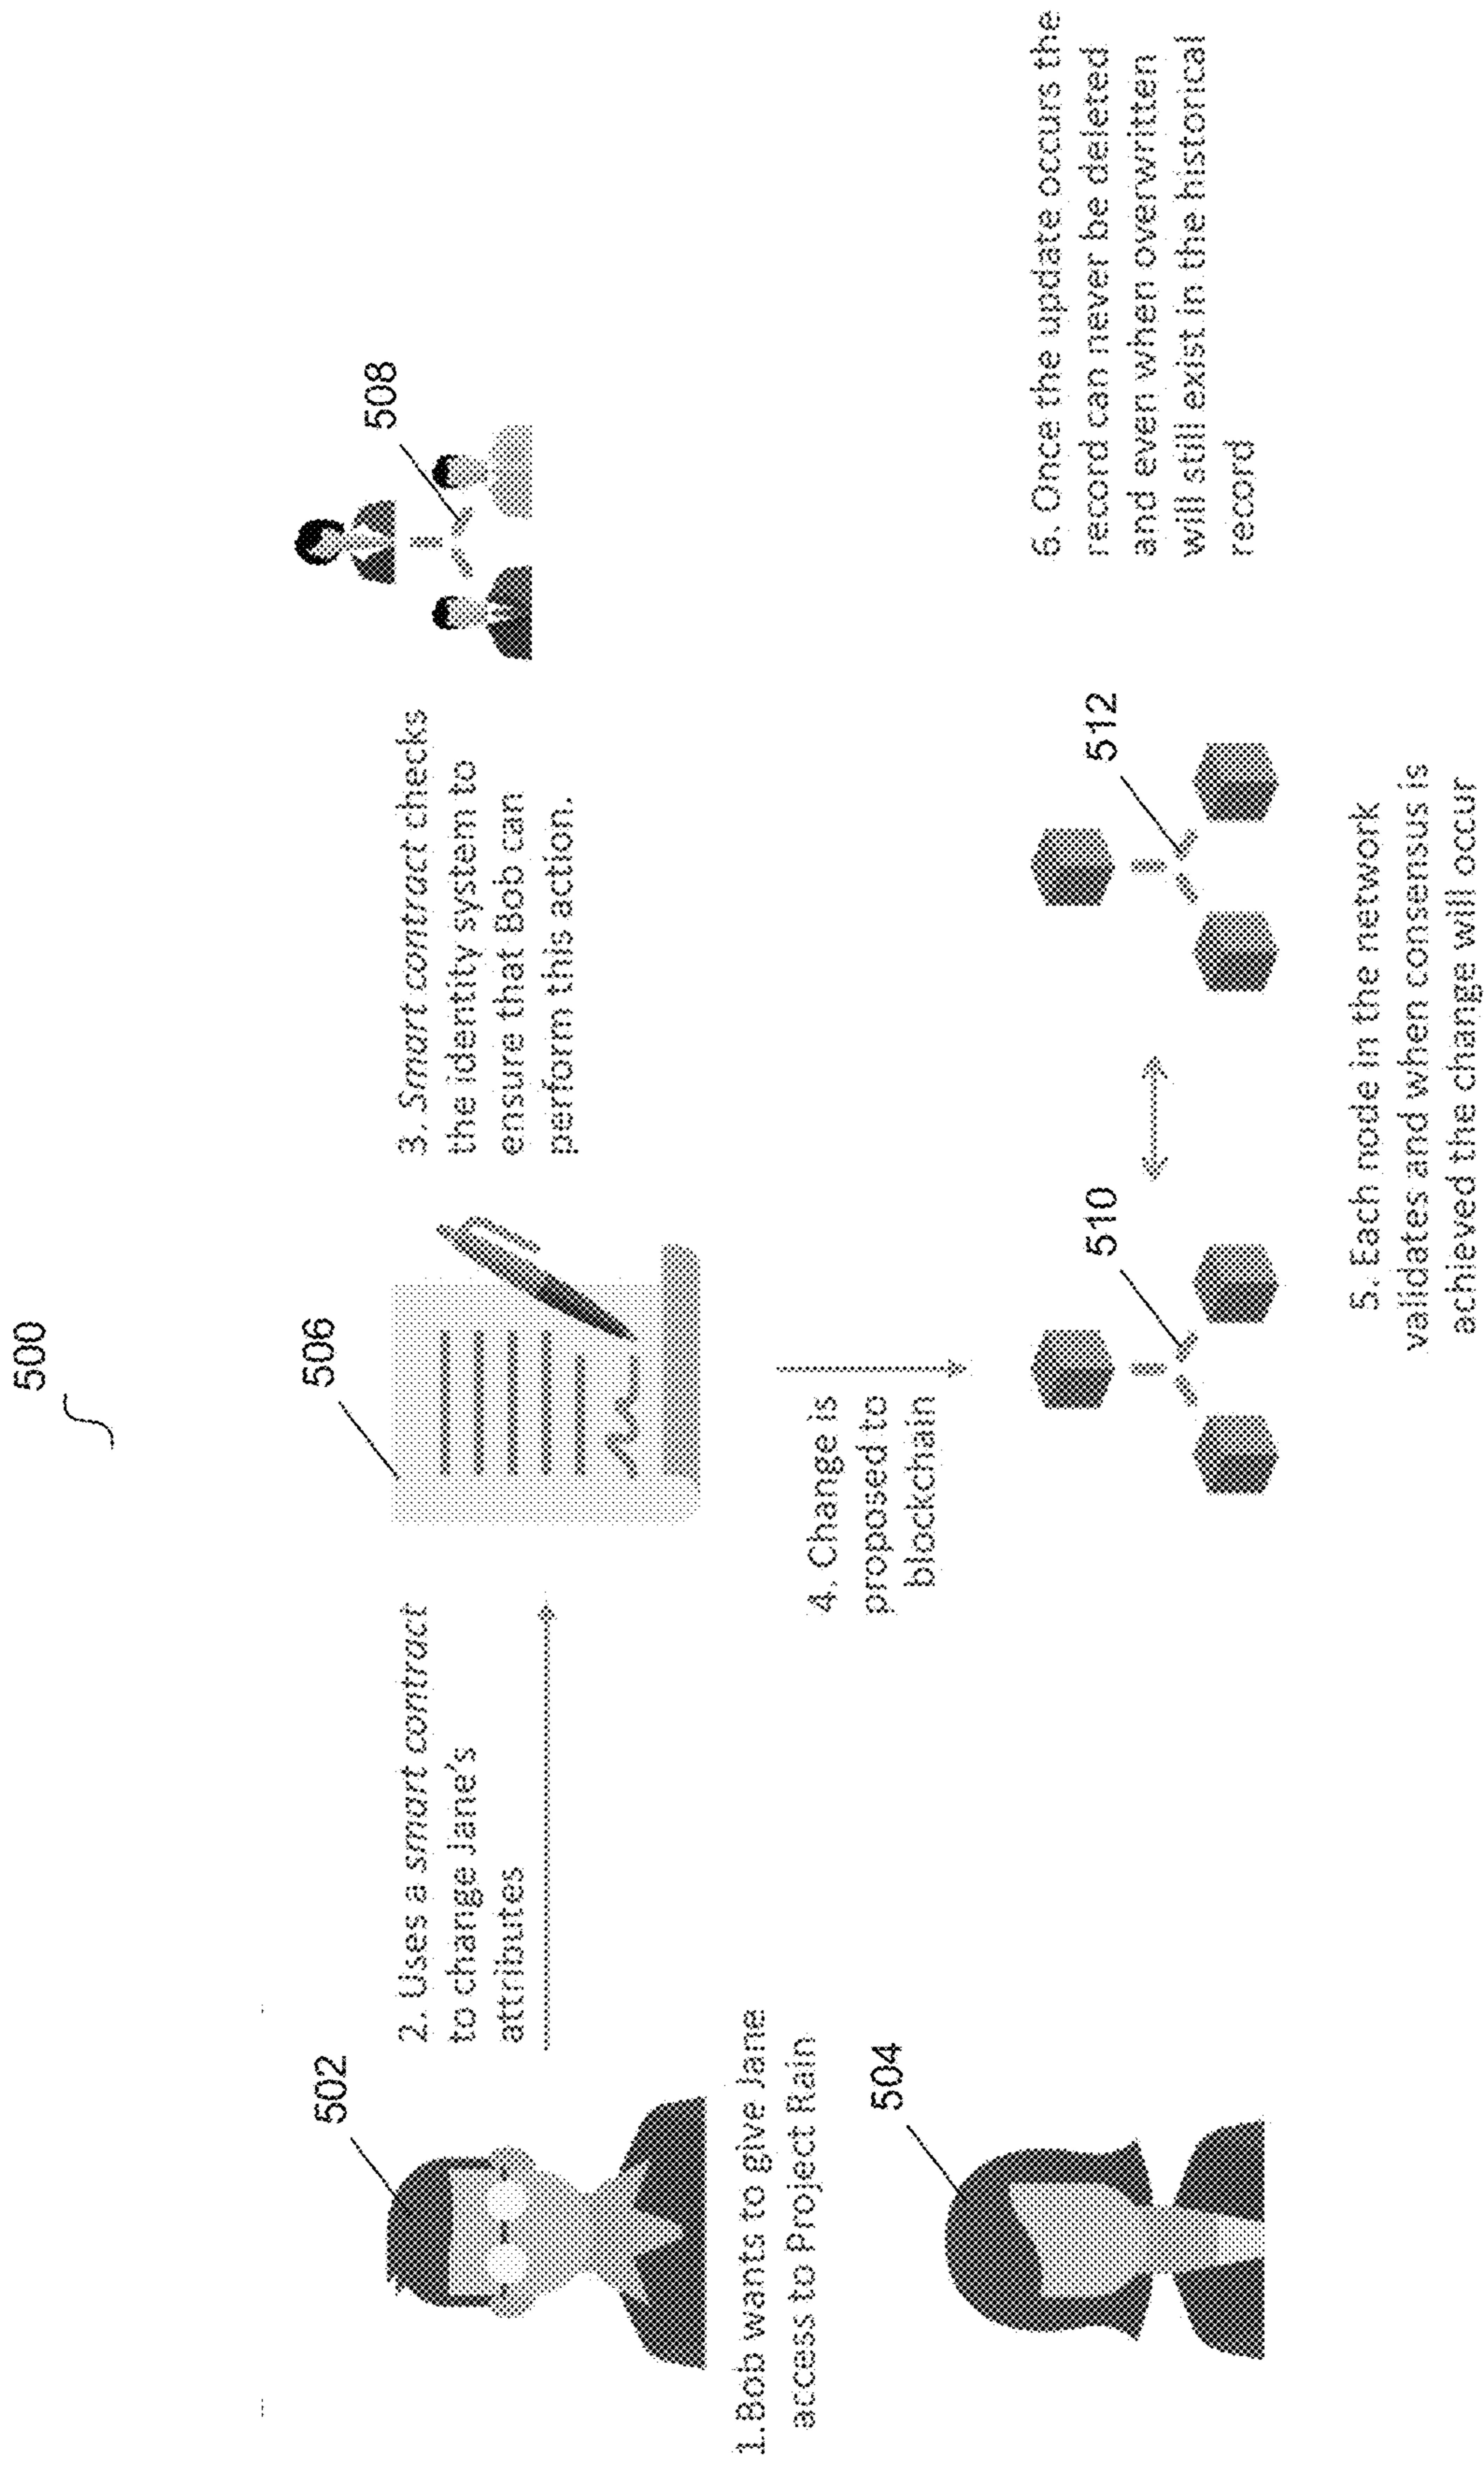 500
502
1.Bob wants to give Jane
access to Project Rain
504
2. Uses a smart contract
to change Jane's
attributes
506
3. Smart contract checks
the identity system to
ensure that Bob can
perform this action.
508
4. Change is
proposed to
blockchain
510
512
5. Each node in the network
validates and when consensus is
achieved the change will occur
6. Once the update occurs the
record can never be deleted
and even when overwritten
will still exist in the historical
record